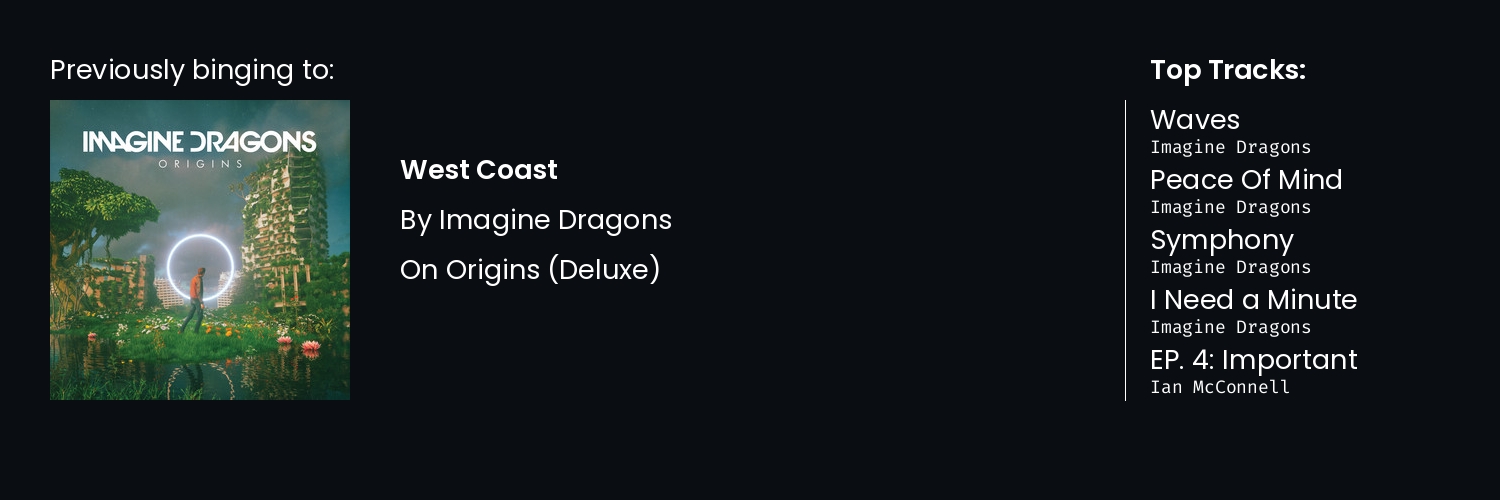 Previously binging to:
IMAGINE DRAGONS
ORIGINS
West Coast
By Imagine Dragons
On Origins (Deluxe)
Top Tracks:
Waves
Imagine Dragons
Peace Of Mind
Imagine Dragons
Symphony
Imagine Dragons
I Need a Minute
Imagine Dragons
EP. 4: Important
Ian McConnell